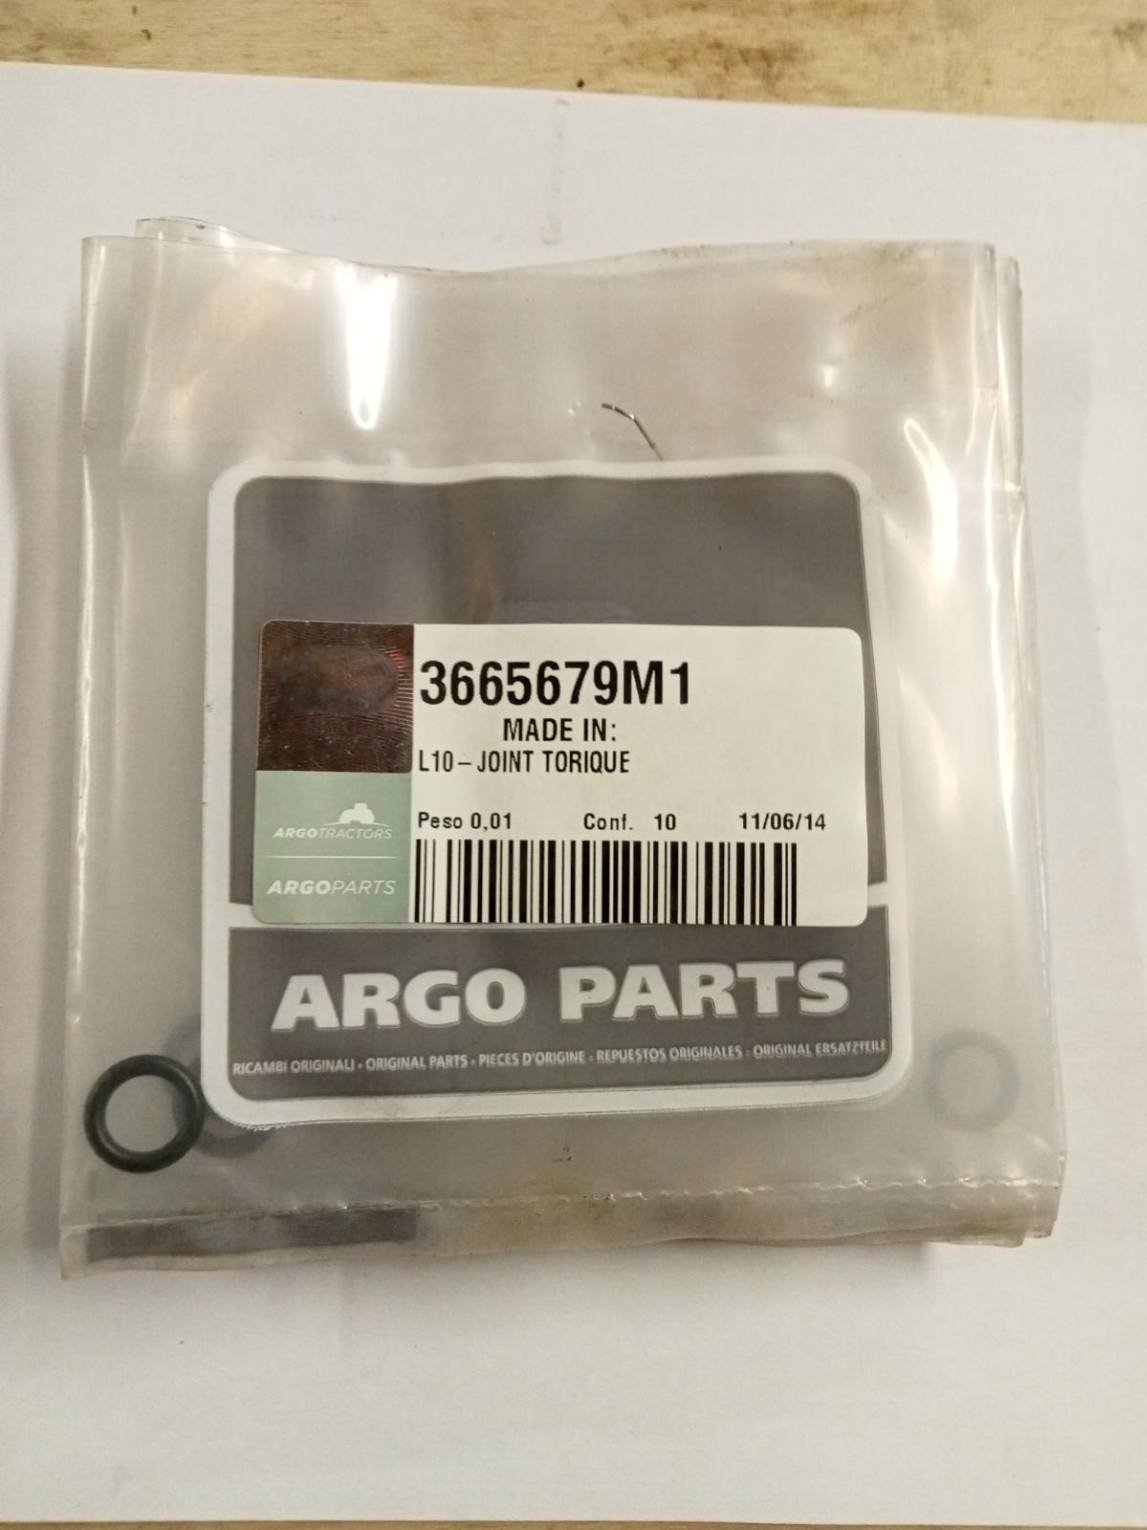 3665679M1
MADE IN:
L10-JOINT TORIQUE
Peso 0,01 Conf. 10 11/06/14
ARGOTRACTORS
ARGOPARTS
ARGO PARTS
RICAMBI ORIGINALI - ORIGINAL PARTS - PIECES D'ORIGINE - REPUESTOS ORIGINALES - ORIGINAL ERSATZTEILE